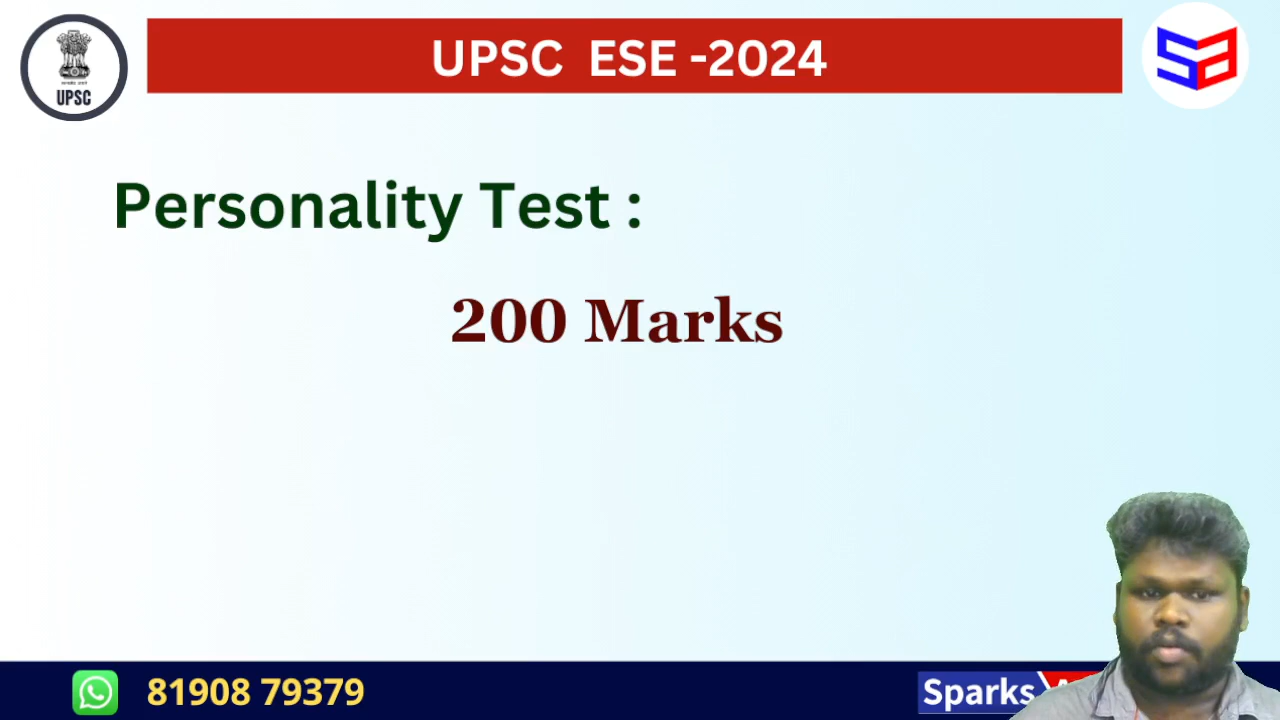 UPSC ESE -2024
UPSC
Personality Test :
200 Marks
81908 79379
Sparks